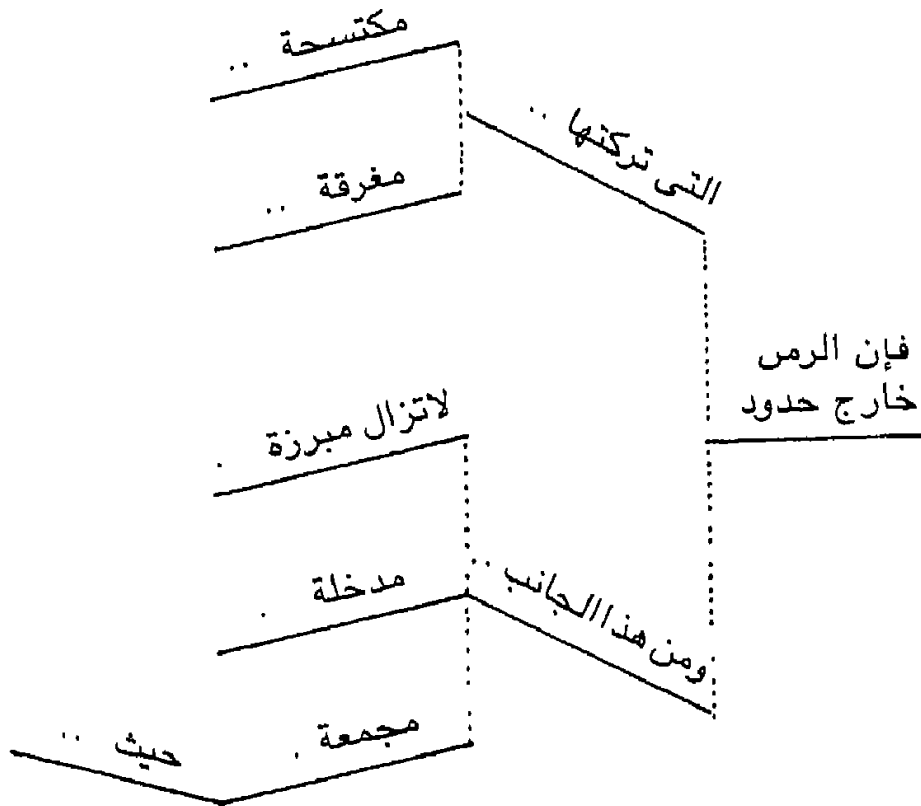 فإن الرمس
خارج حدود
التى تركتها ..
مكتسحة ..
مغرقة ..
ومن هذا الجانب ..
لاتزال مبرزة .
مدخلة .
مجمعة .
حيث ..